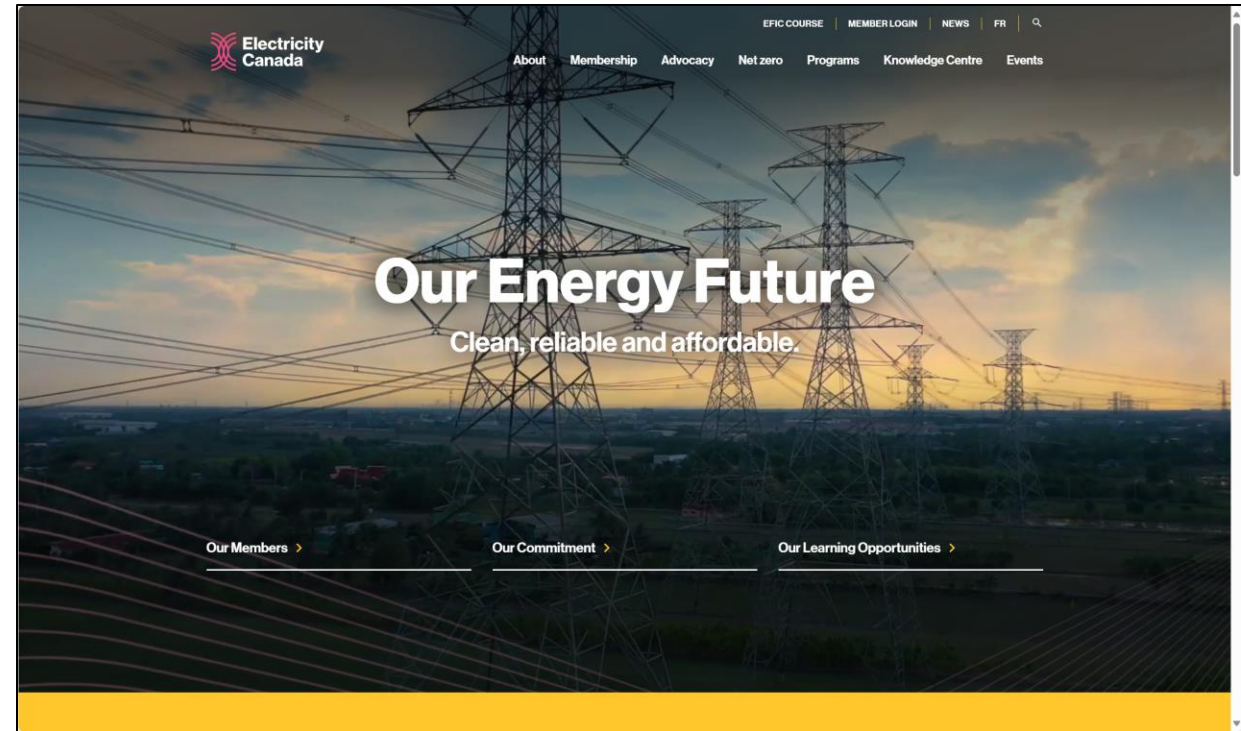 EFIC COURSE
MEMBER LOGIN
NEWS
FR
Electricity
Canada
About
Membership
Advocacy
Net zero
Programs
Knowledge Centre
Events
Our Energy Future
Clean, reliable and affordable.
Our Members
Our Commitment
Our Learning Opportunities